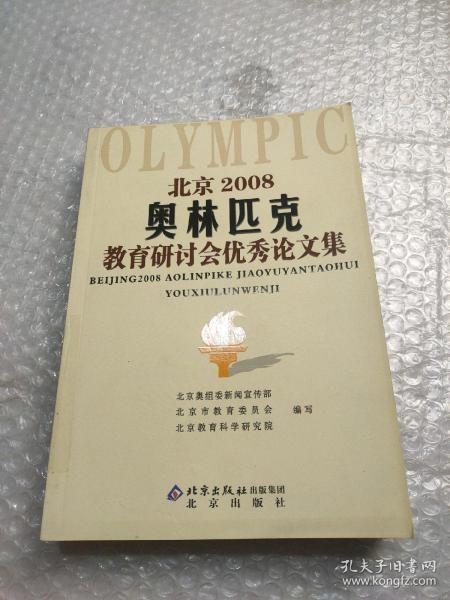 OLYMPIC
北京2008
奥林匹克
教育研讨会优秀论文集
BEIJING2008 AOLINPIKE JIAOYUYANTAOHUI
YOUXIULUNWENJI
北京奥组委新闻宣传部
北京市教育委员会 编写
北京教育科学研究院
北京出版社出版集团
北京出版社
孔夫子旧书网
www.kongfz.com